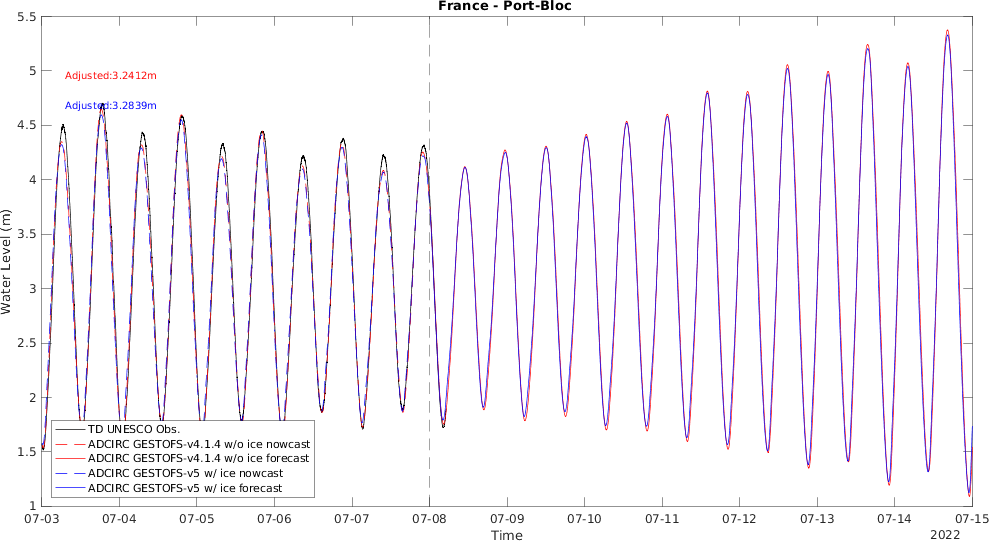 France - Port-Bloc
5.5
5
4.5
4
3.5
3
2.5
2
1.5
1
Water Level (m)
Adjusted:3.2412m
Adjusted:3.2839m
TD UNESCO Obs.
ADCIRC GESTOFS-v4.1.4 w/o ice nowcast
ADCIRC GESTOFS-v4.1.4 w/o ice forecast
ADCIRC GESTOFS-v5 w/ ice nowcast
ADCIRC GESTOFS-v5 w/ ice forecast
07-03 07-04 07-05 07-06 07-07 07-08 07-09 07-10 07-11 07-12 07-13 07-14 07-15
Time
2022